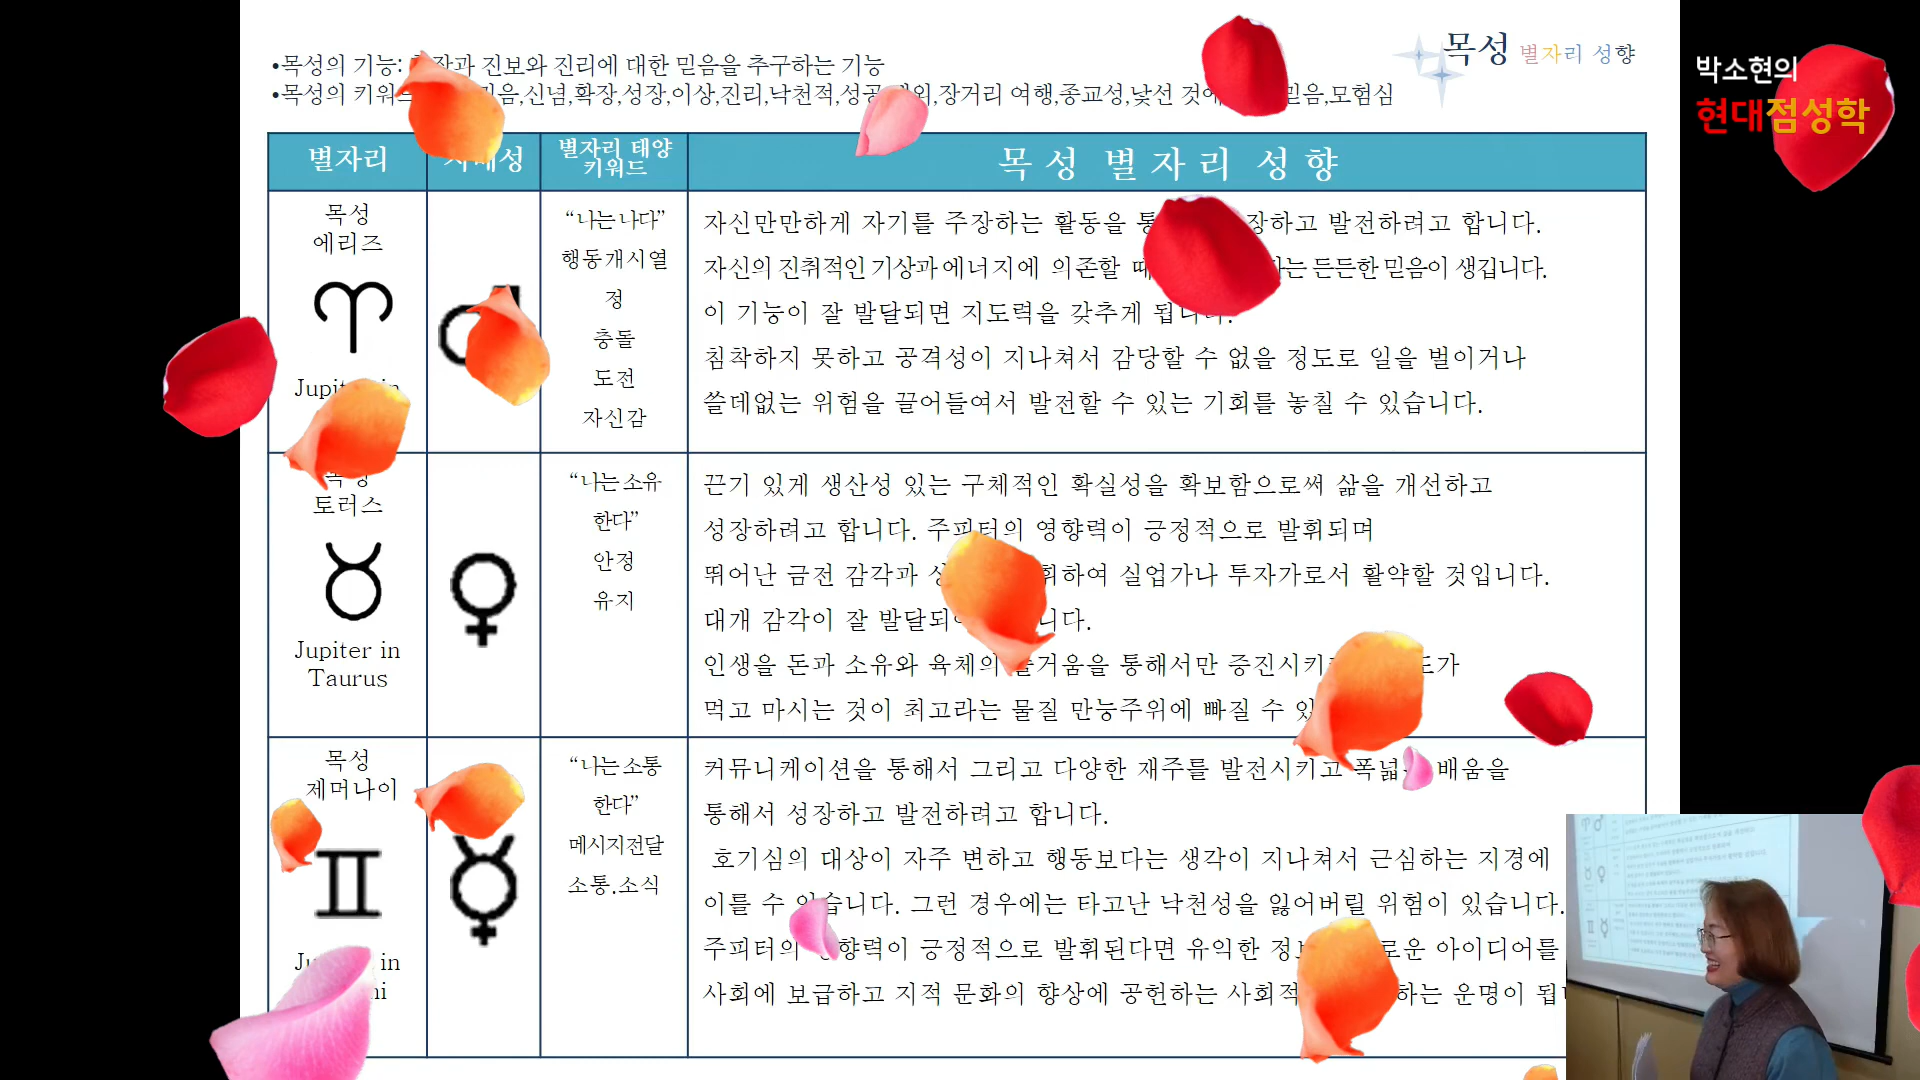 •목성의 기능: 과 진보와 진리에 대한 믿음을 추구하는 기능
•목성의 키워드 믿음,신념,확장,성장,이상,진리,낙천적,성공,해외,장거리 여행,종교성,낯선 것에 믿음,모험심
목성 별자리 성향
박소현의
현대점성학
별자리 지배성 별자리 태양 키워드 목성 별자리 성향
목성
에리즈
Jupiter in
“나는 나다”
행동개시열
정
충돌
도전
자신감
자신만만하게 자기를 주장하는 활동을 장하고 발전하려고 합니다.
자신의 진취적인 기상과 에너지에 의존할 때 는 든든한 믿음이 생깁니다.
이 기능이 잘 발달되면 지도력을 갖추게 됩니다.
침착하지 못하고 공격성이 지나쳐서 감당할 수 없을 정도로 일을 벌이거나
쓸데없는 위험을 끌어들여서 발전할 수 있는 기회를 놓칠 수 있습니다.
목성
토러스
Jupiter in
Taurus
“나는 소유
한다”
안정
유지
끈기 있게 생산성 있는 구체적인 확실성을 확보함으로써 삶을 개선하고
성장하려고 합니다. 주피터의 영향력이 긍정적으로 발휘되며
뛰어난 금전 감각과 휘하여 실업가나 투자가로서 활약할 것입니다.
대개 감각이 잘 발달되어 니다.
인생을 돈과 소유와 육체의 즐거움을 통해서만 증진시키 도가
먹고 마시는 것이 최고라는 물질 만능주위에 빠질 수
목성
제머나이
in
“나는 소통
한다”
메시지전달
소통.소식
커뮤니케이션을 통해서 그리고 다양한 재주를 발전시키고 폭넓은 배움을
통해서 성장하고 발전하려고 합니다.
호기심의 대상이 자주 변하고 행동보다는 생각이 지나쳐서 근심하는 지경에
이를 수 있습니다. 그런 경우에는 타고난 낙천성을 잃어버릴 위험이 있습니다.
주피터의 영향력이 긍정적으로 발휘된다면 유익한 로운 아이디어를
사회에 보급하고 지적 문화의 향상에 공헌하는 사회적 하는 운명이